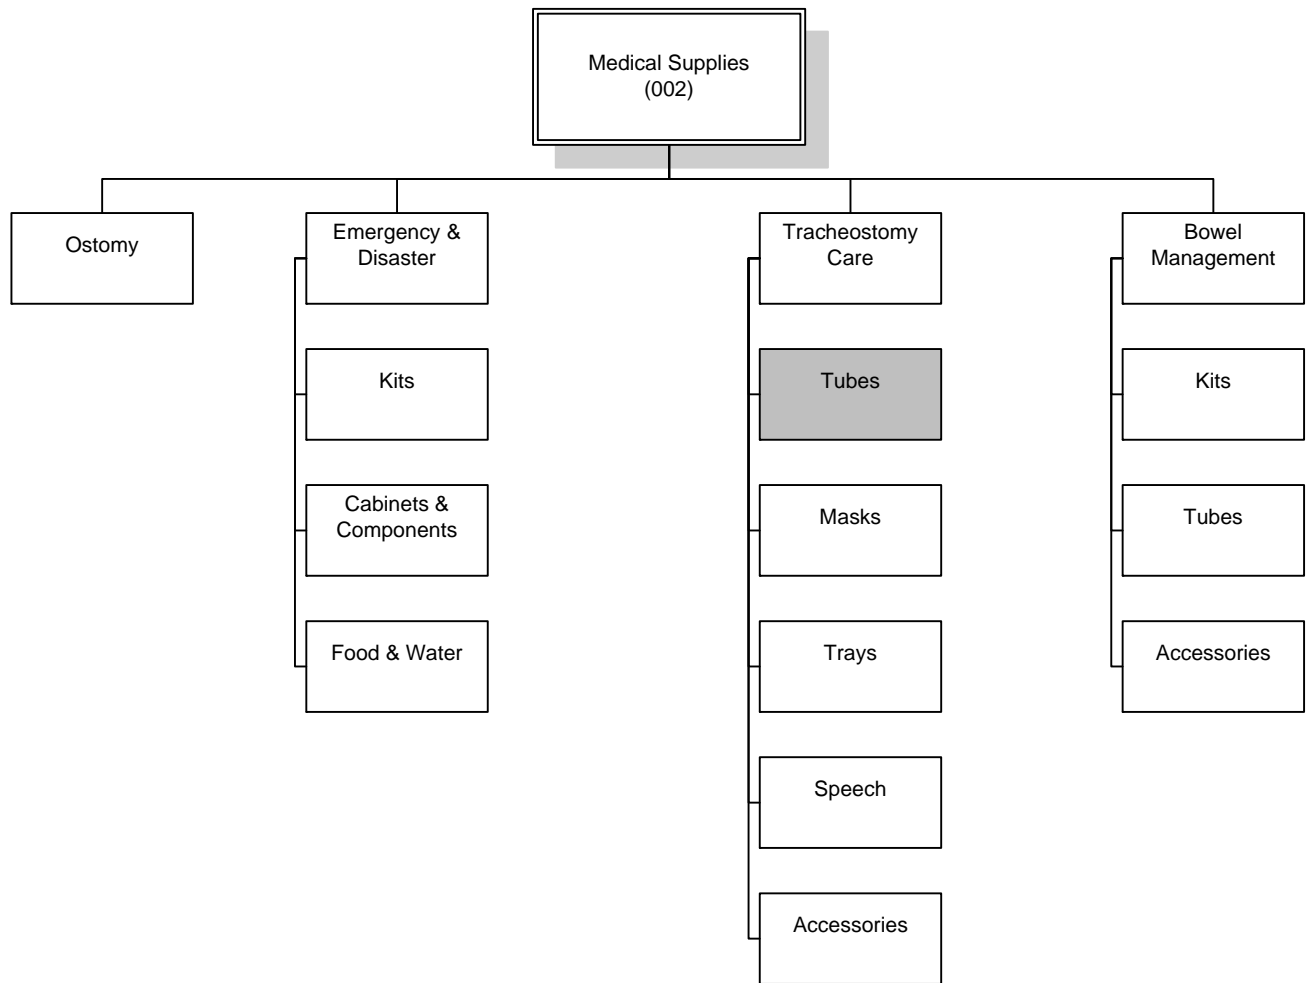 Medical Supplies
(002)
Ostomy
Emergency &
Disaster
Kits
Cabinets &
Components
Food & Water
Tracheostomy
Care
Tubes
Masks
Trays
Speech
Accessories
Bowel
Management
Kits
Tubes
Accessories